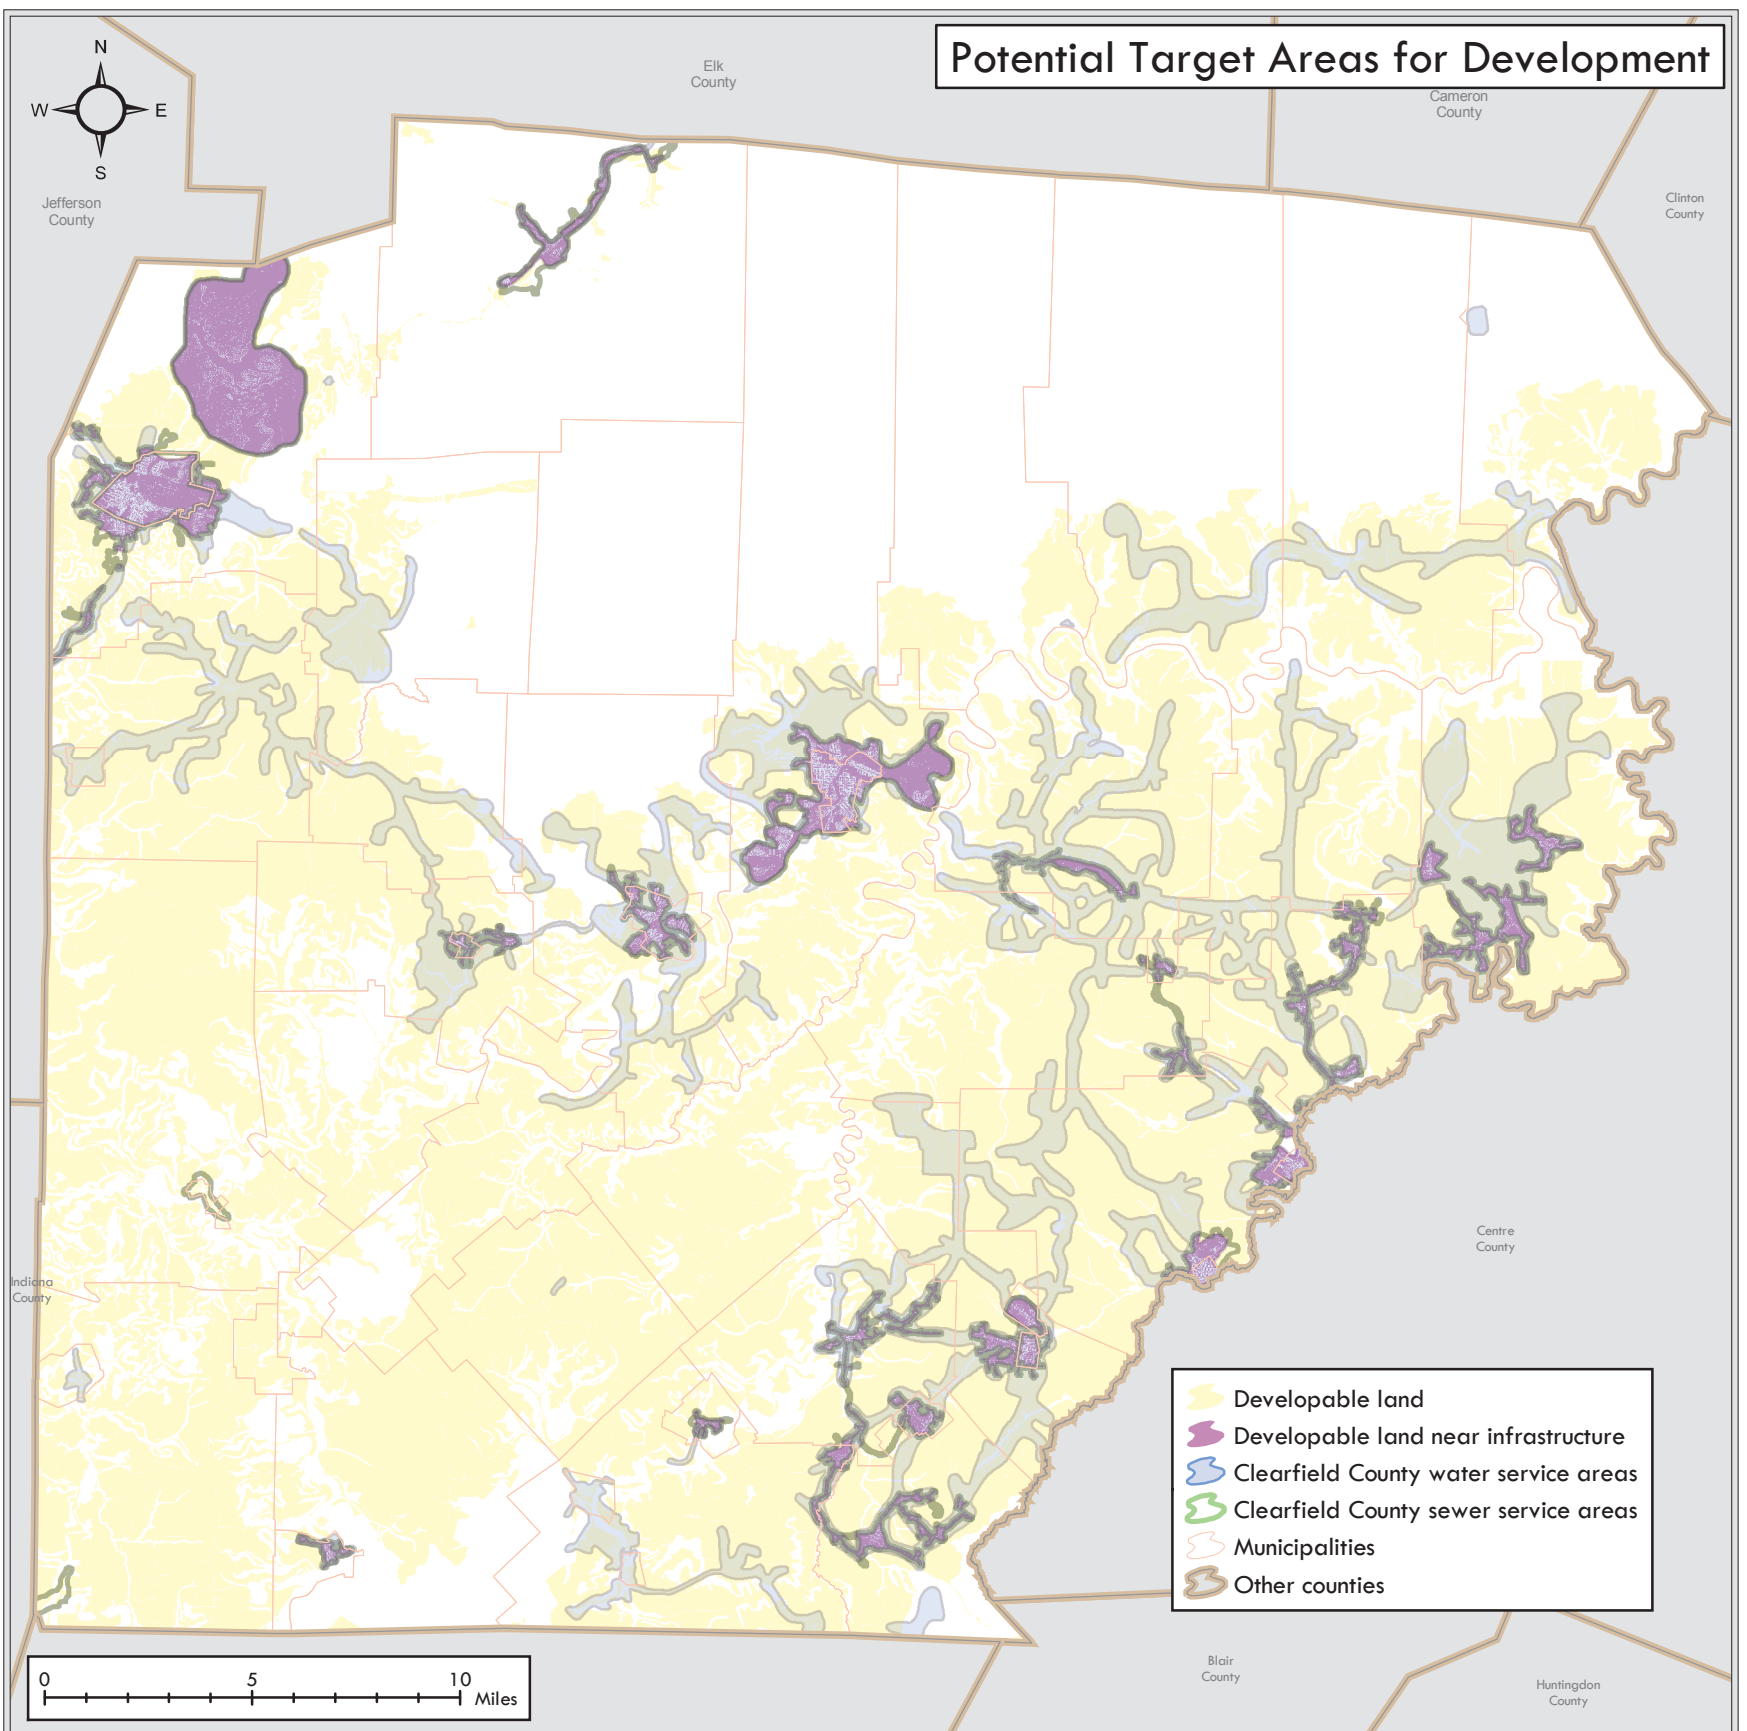 Potential Target Areas for Development
N
W E
S
Elk
County
Cameron
County
Jefferson
County
Clinton
County
Centre
County
Indiana
County
Developable land
Developable land near infrastructure
Clearfield County water service areas
Clearfield County sewer service areas
Municipalities
Other counties
0 5 10
Miles
Blair
County
Huntingdon
County